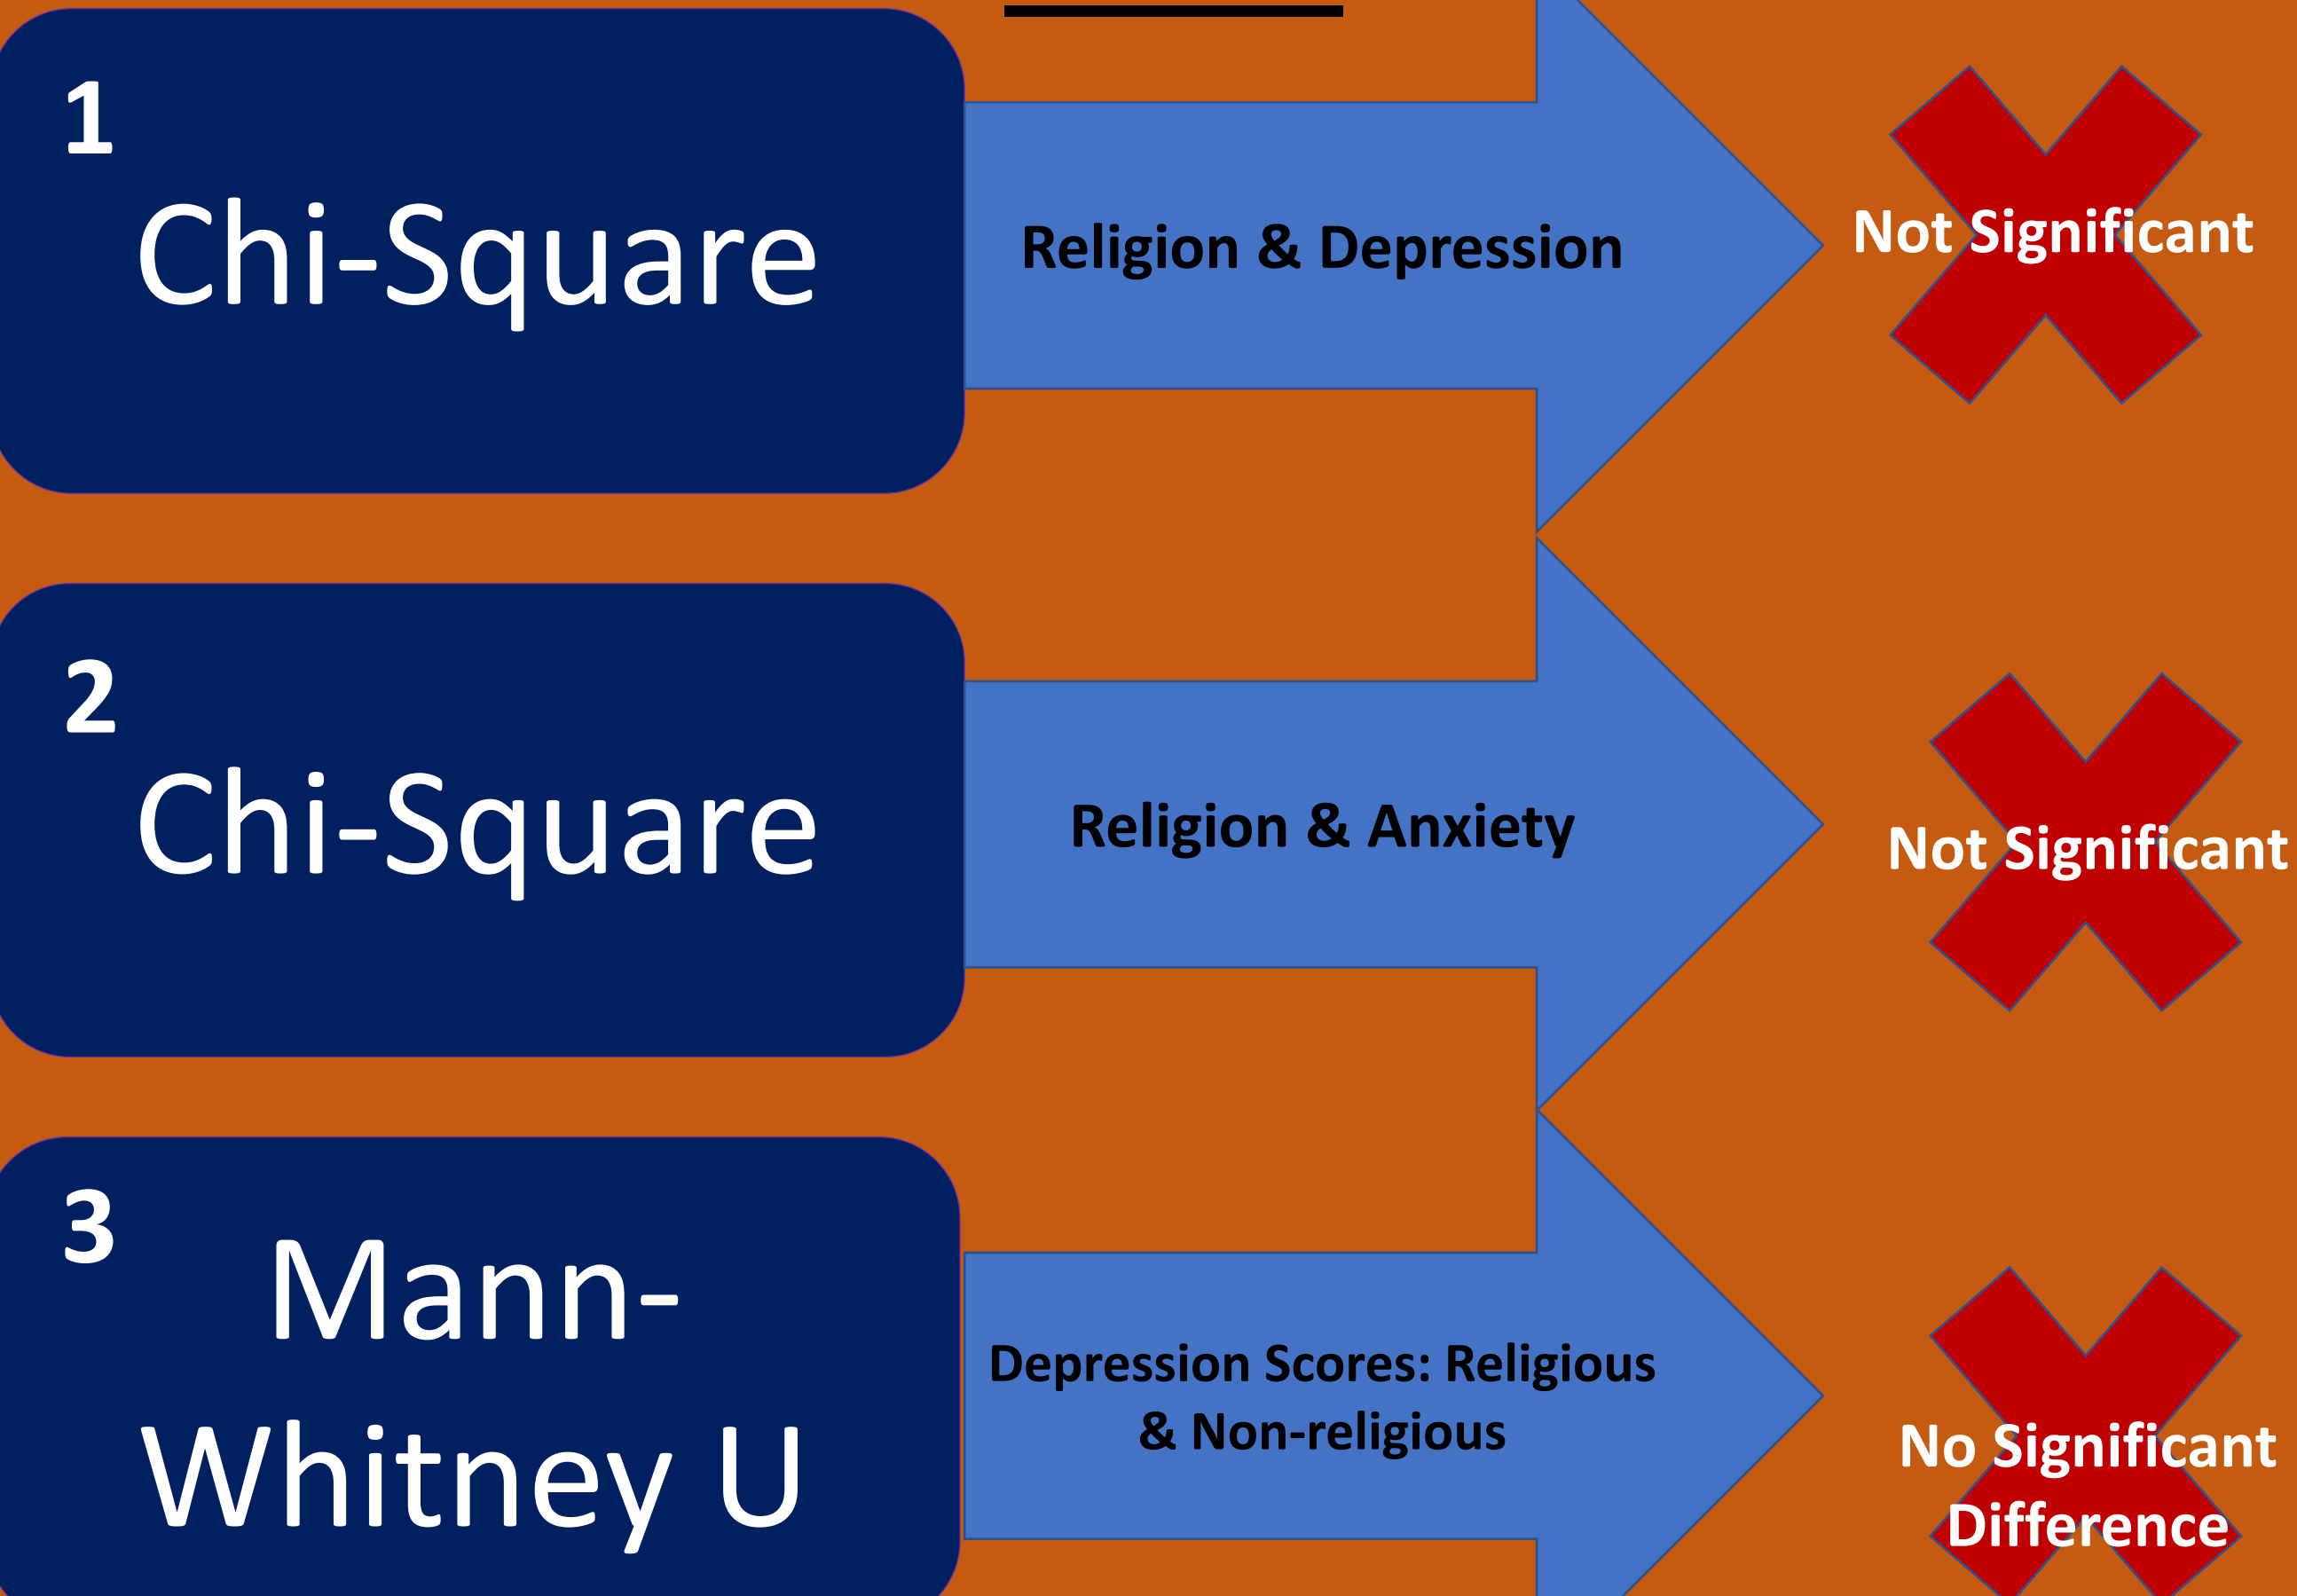 1
Chi-Square
Religion & Depression
Not Significant
2
Chi-Square
Religion & Anxiety
Not Significant
3
Mann-
Whitney U
Depression Scores: Religious
& Non-religious
No Significant
Difference